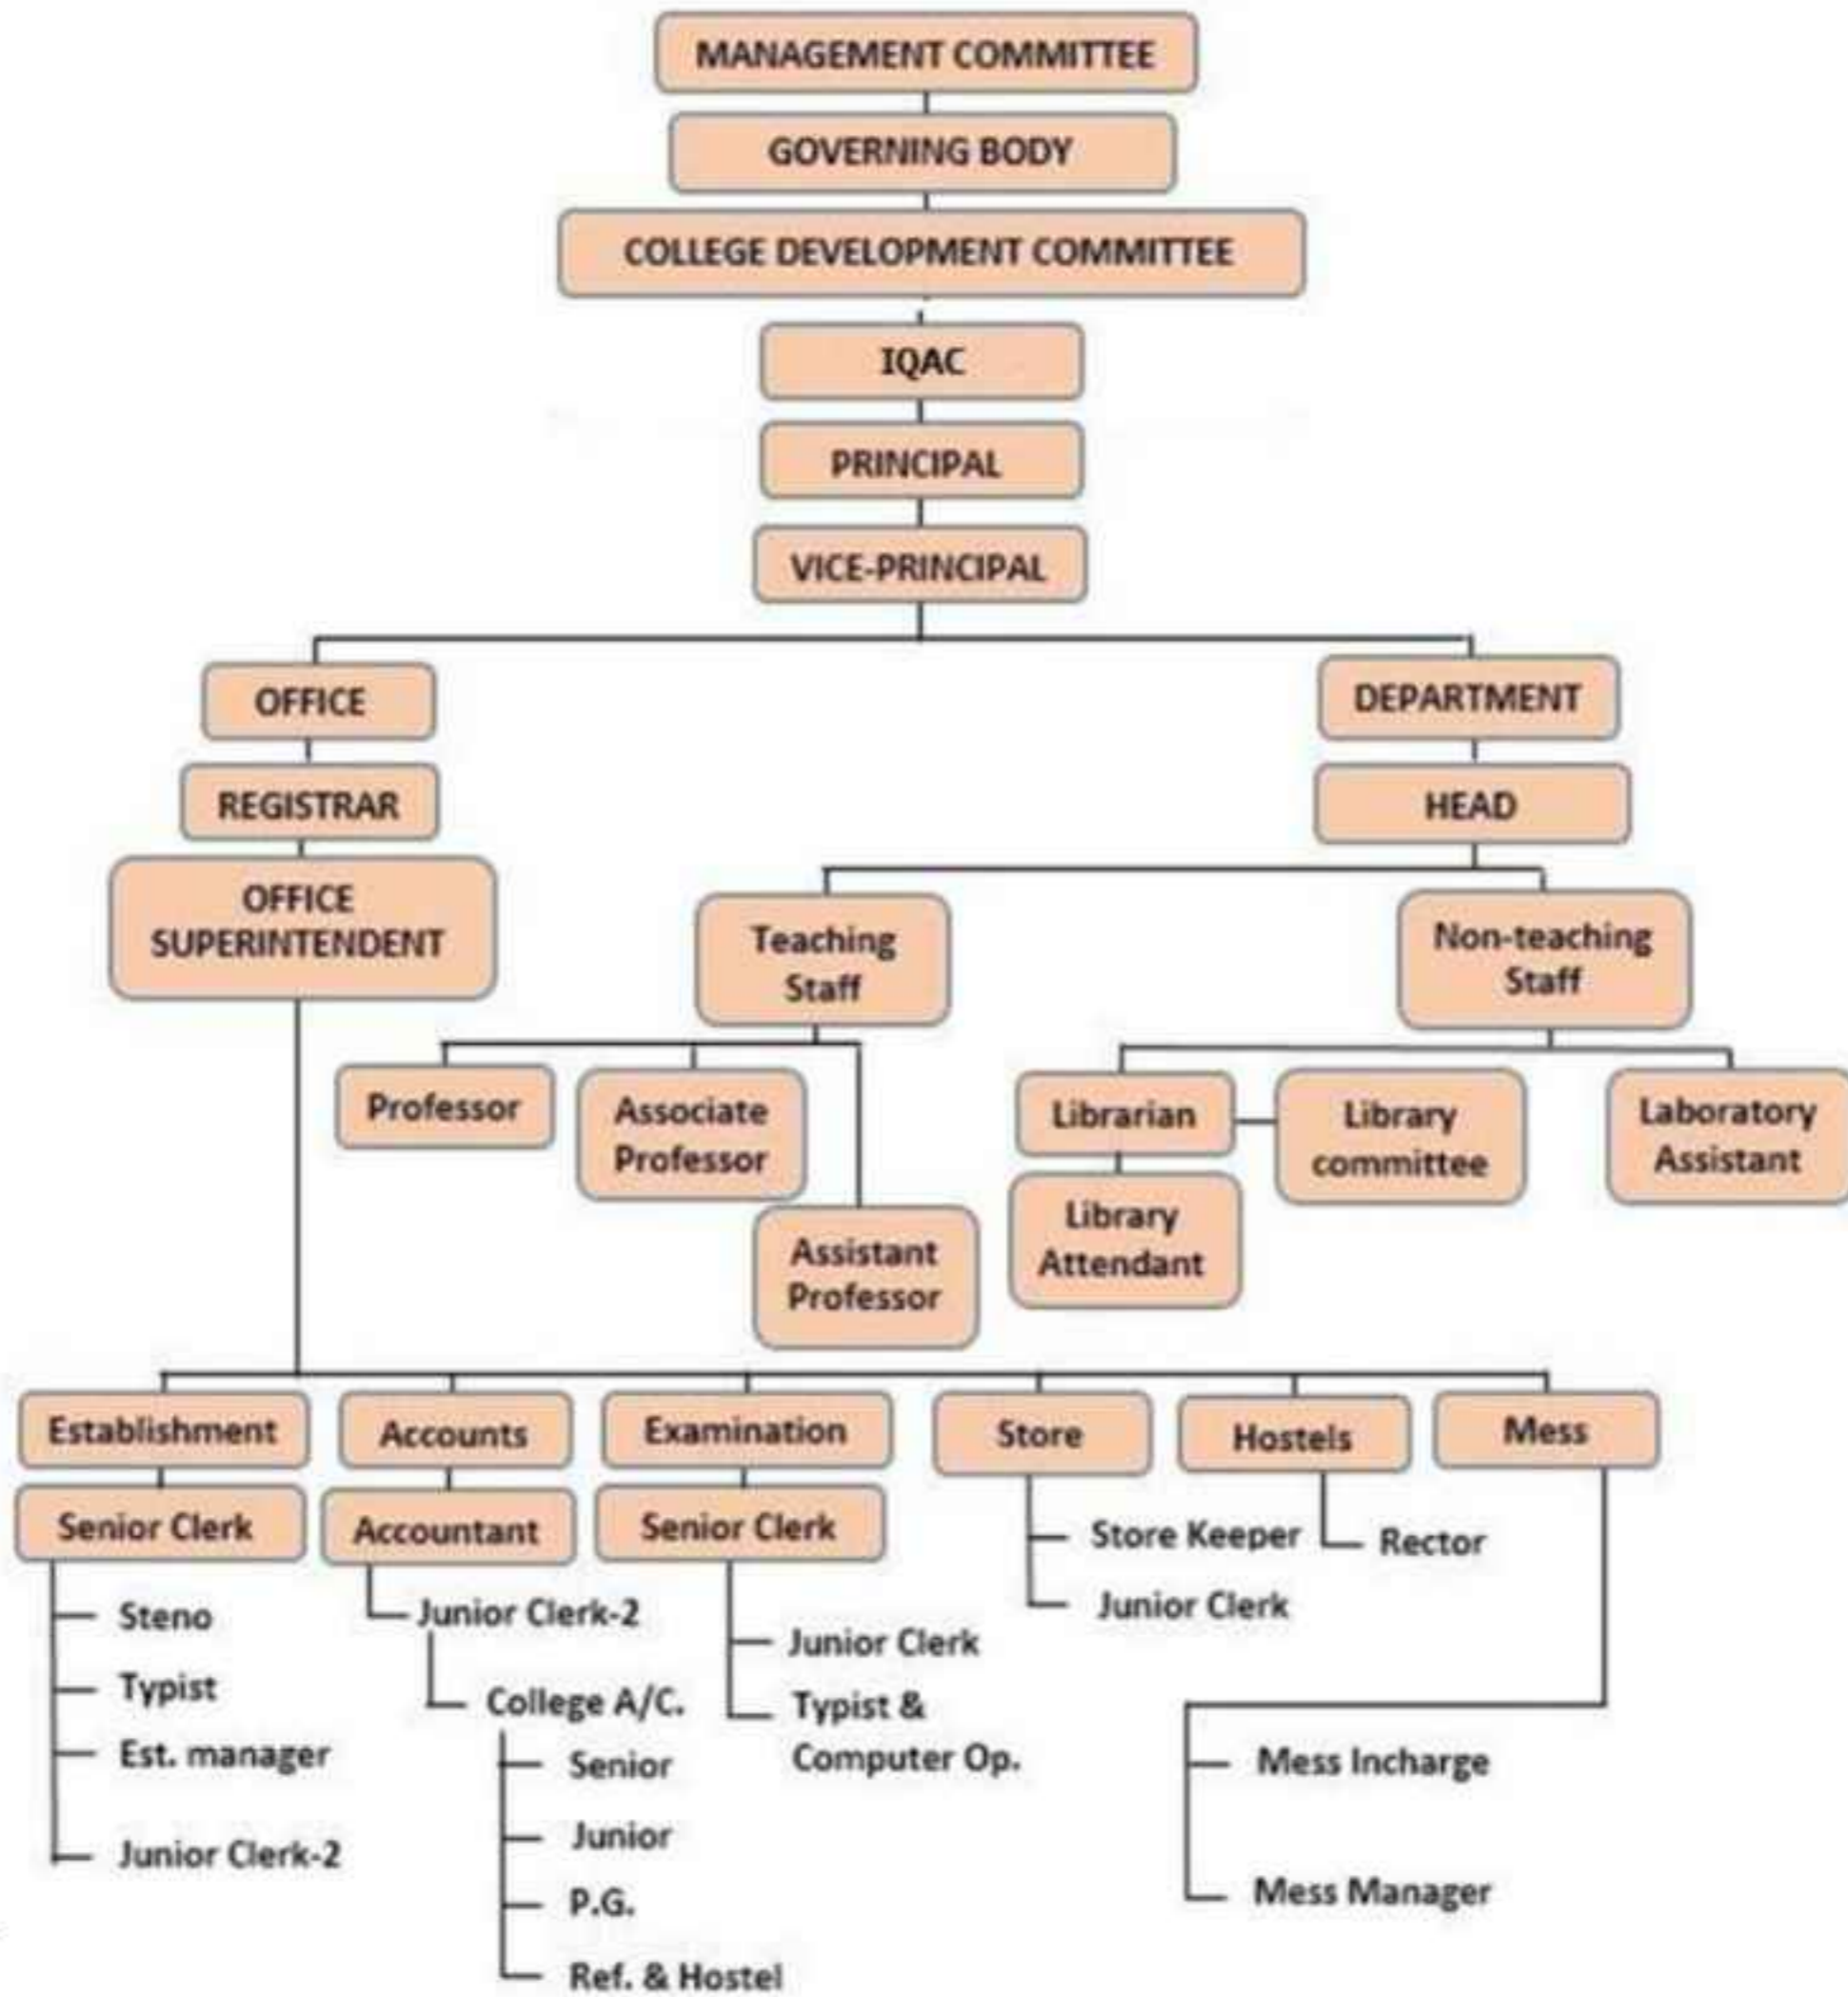 MANAGEMENT COMMITTEE
GOVERNING BODY
COLLEGE DEVELOPMENT COMMITTEE
IQAC
PRINCIPAL
VICE-PRINCIPAL
OFFICE
DEPARTMENT
REGISTRAR
HEAD
OFFICE
SUPERINTENDENT
Teaching
Staff
Non-teaching
Staff
Professor
Associate
Professor
Assistant
Professor
Librarian
Library
committee
Laboratory
Assistant
Library
Attendant
Establishment
Accounts
Examination
Store
Hostels
Mess
Senior Clerk
Accountant
Senior Clerk
Steno
Typist
Est. manager
Junior Clerk-2
Junior Clerk-2
College A/C.
Senior
Junior
P.G.
Ref. & Hostel
Junior Clerk
Typist &
Computer Op.
Store Keeper
Junior Clerk
Rector
Mess Incharge
Mess Manager